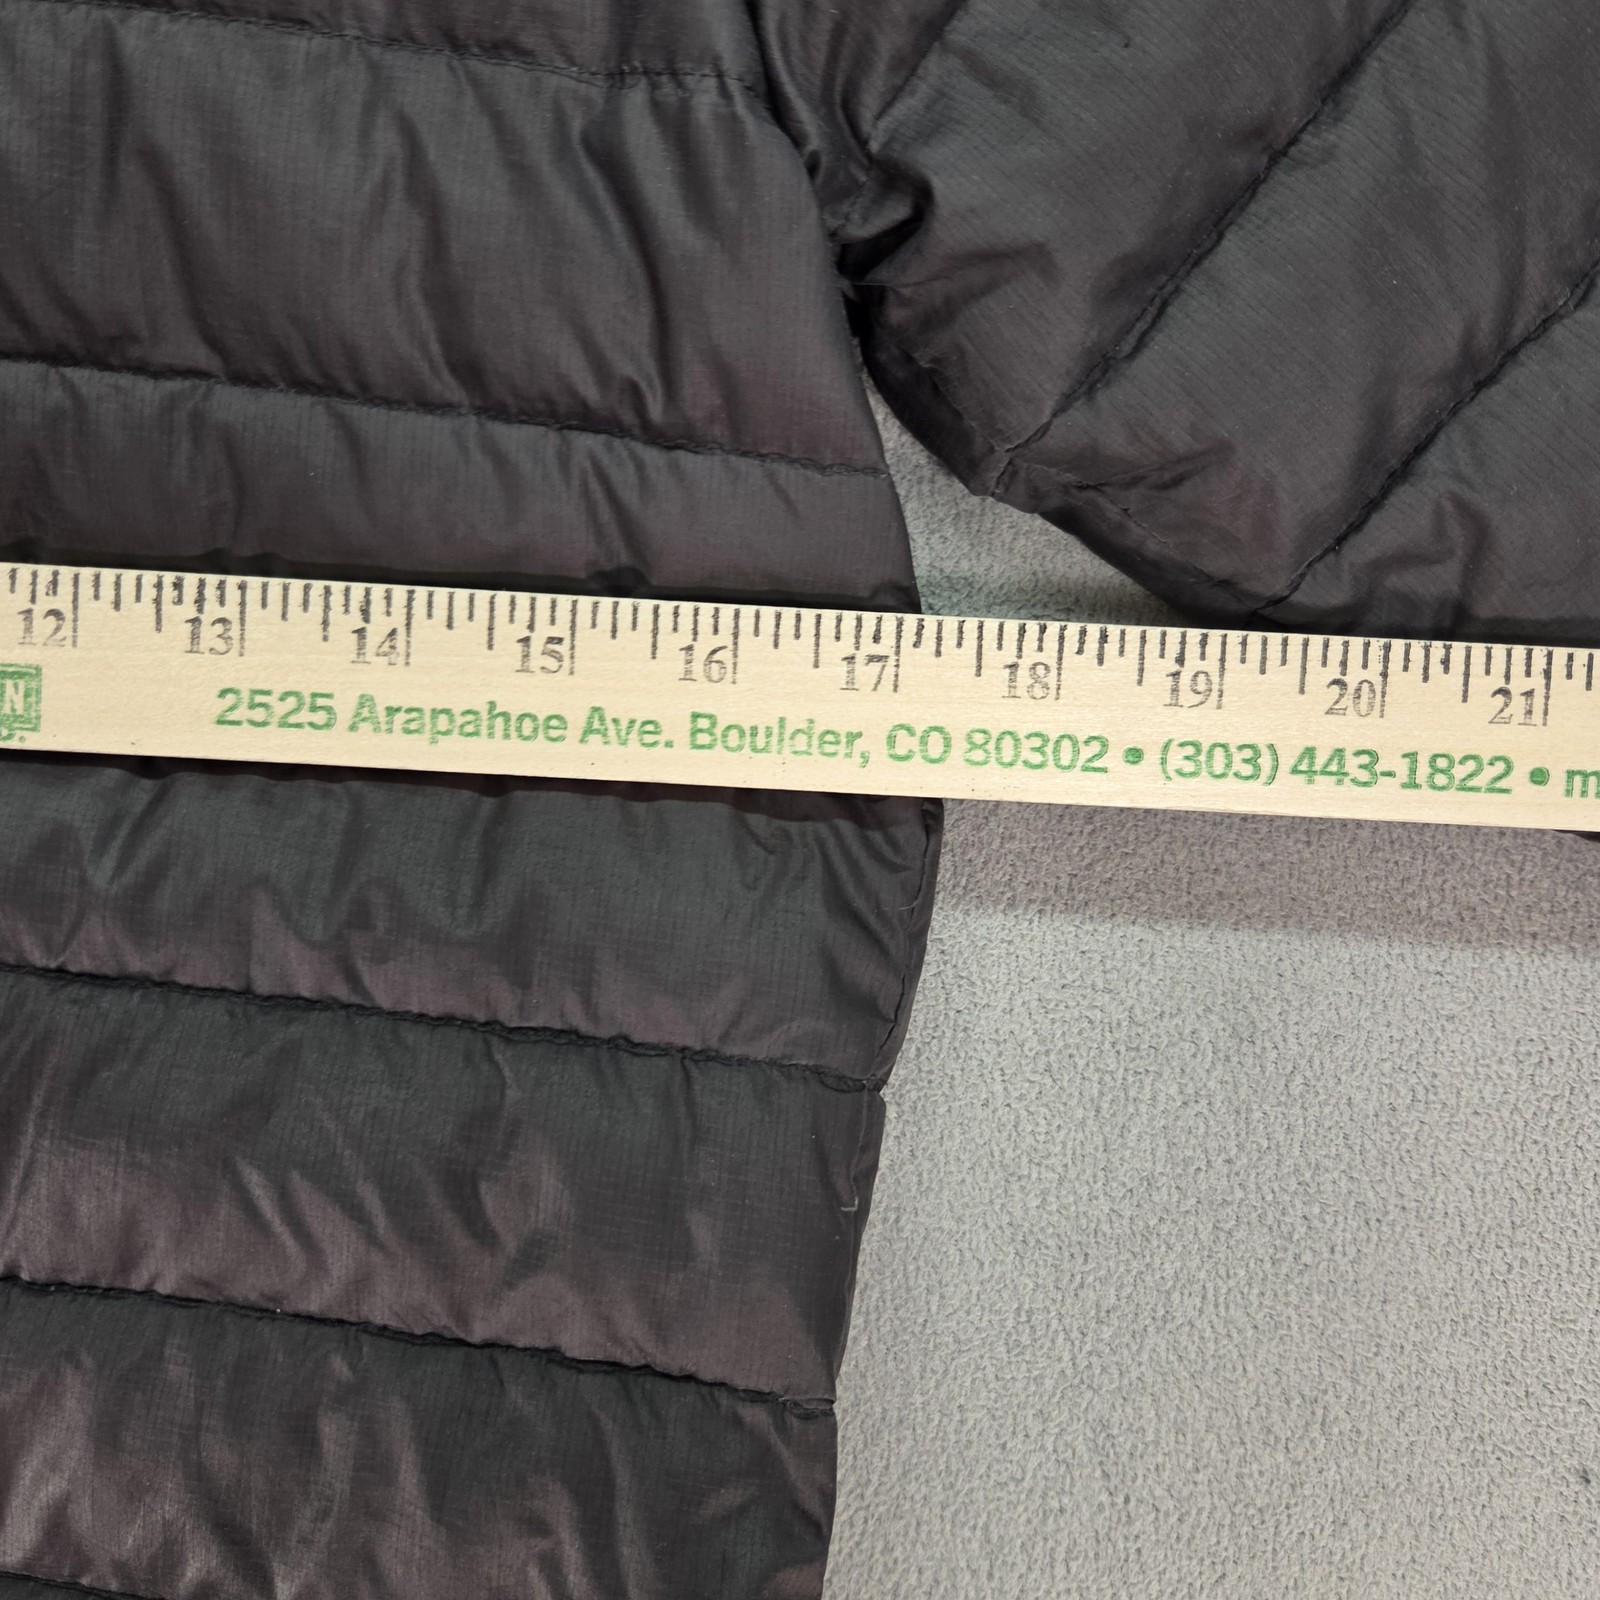 12 13 14 15 16 17 18 19 20 21
2525 Arapahoe Ave. Boulder, CO 80302 • (303) 443-1822 •